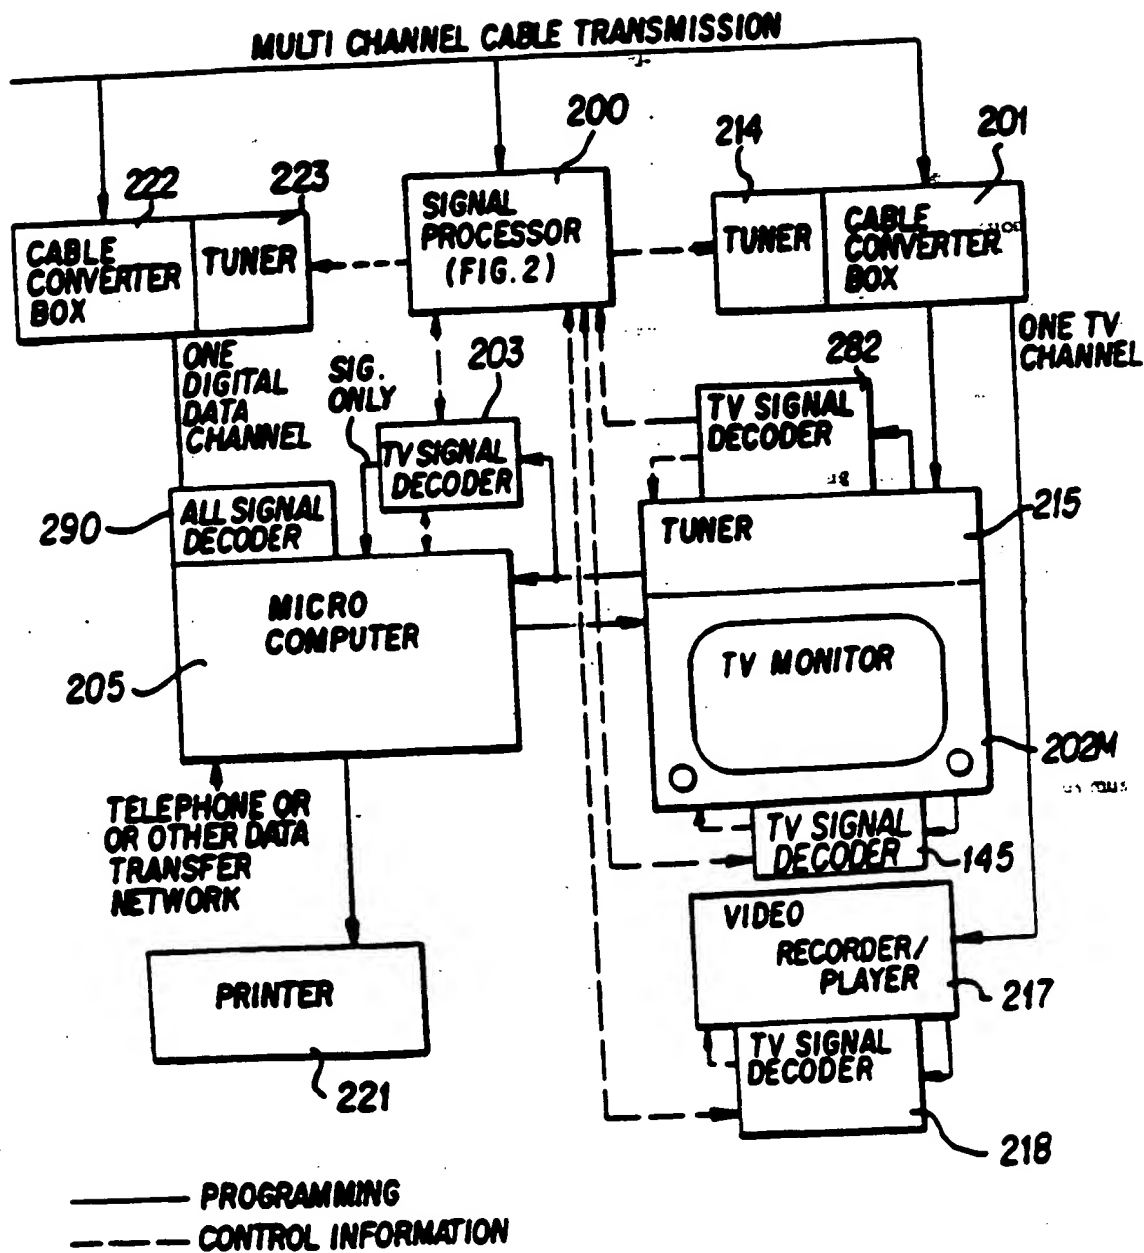 MULTI CHANNEL CABLE TRANSMISSION
200
214
201
222
223
SIGNAL
PROCESSOR
(FIG. 2)
TUNER
CABLE
CONVERTER
BOX
CABLE
CONVERTER
BOX
TUNER
ONE TV
CHANNEL
ONE
DIGITAL
DATA
CHANNEL
SIG.
ONLY
203
282
TV SIGNAL
DECODER
TV SIGNAL
DECODER
290
ALL SIGNAL
DECODER
TUNER
215
MICRO
COMPUTER
TV MONITOR
205
202M
TELEPHONE OR
OR OTHER DATA
TRANSFER
NETWORK
TV SIGNAL
DECODER
145
VIDEO
RECORDER/
PLAYER
217
PRINTER
TV SIGNAL
DECODER
221
218
PROGRAMMING
CONTROL INFORMATION